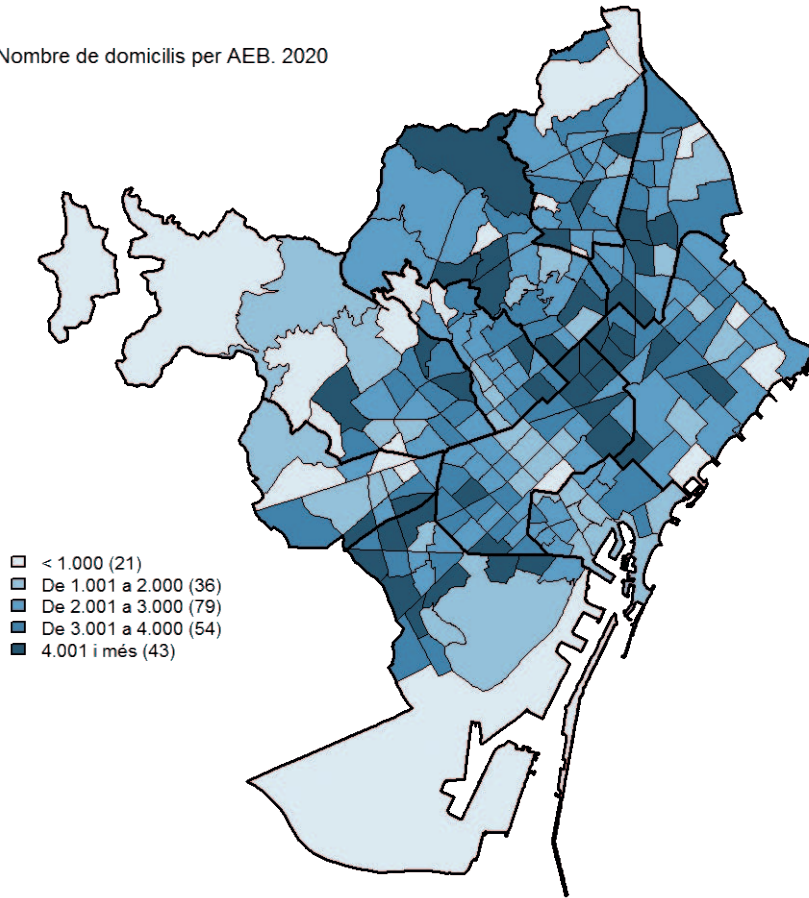 Nombre de domicilis per AEB. 2020
< 1.000 (21)
De 1.001 a 2.000 (36)
De 2.001 a 3.000 (79)
De 3.001 a 4.000 (54)
4.001 i més (43)